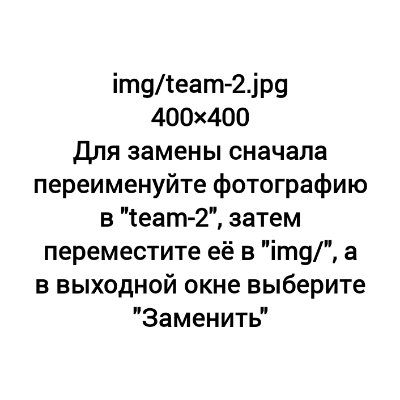 img/team-2.jpg
400×400
Для замены сначала
переименуйте фотографию
в "team-2", затем
переместите её в "img/", а
в выходной окне выберите
"Заменить"